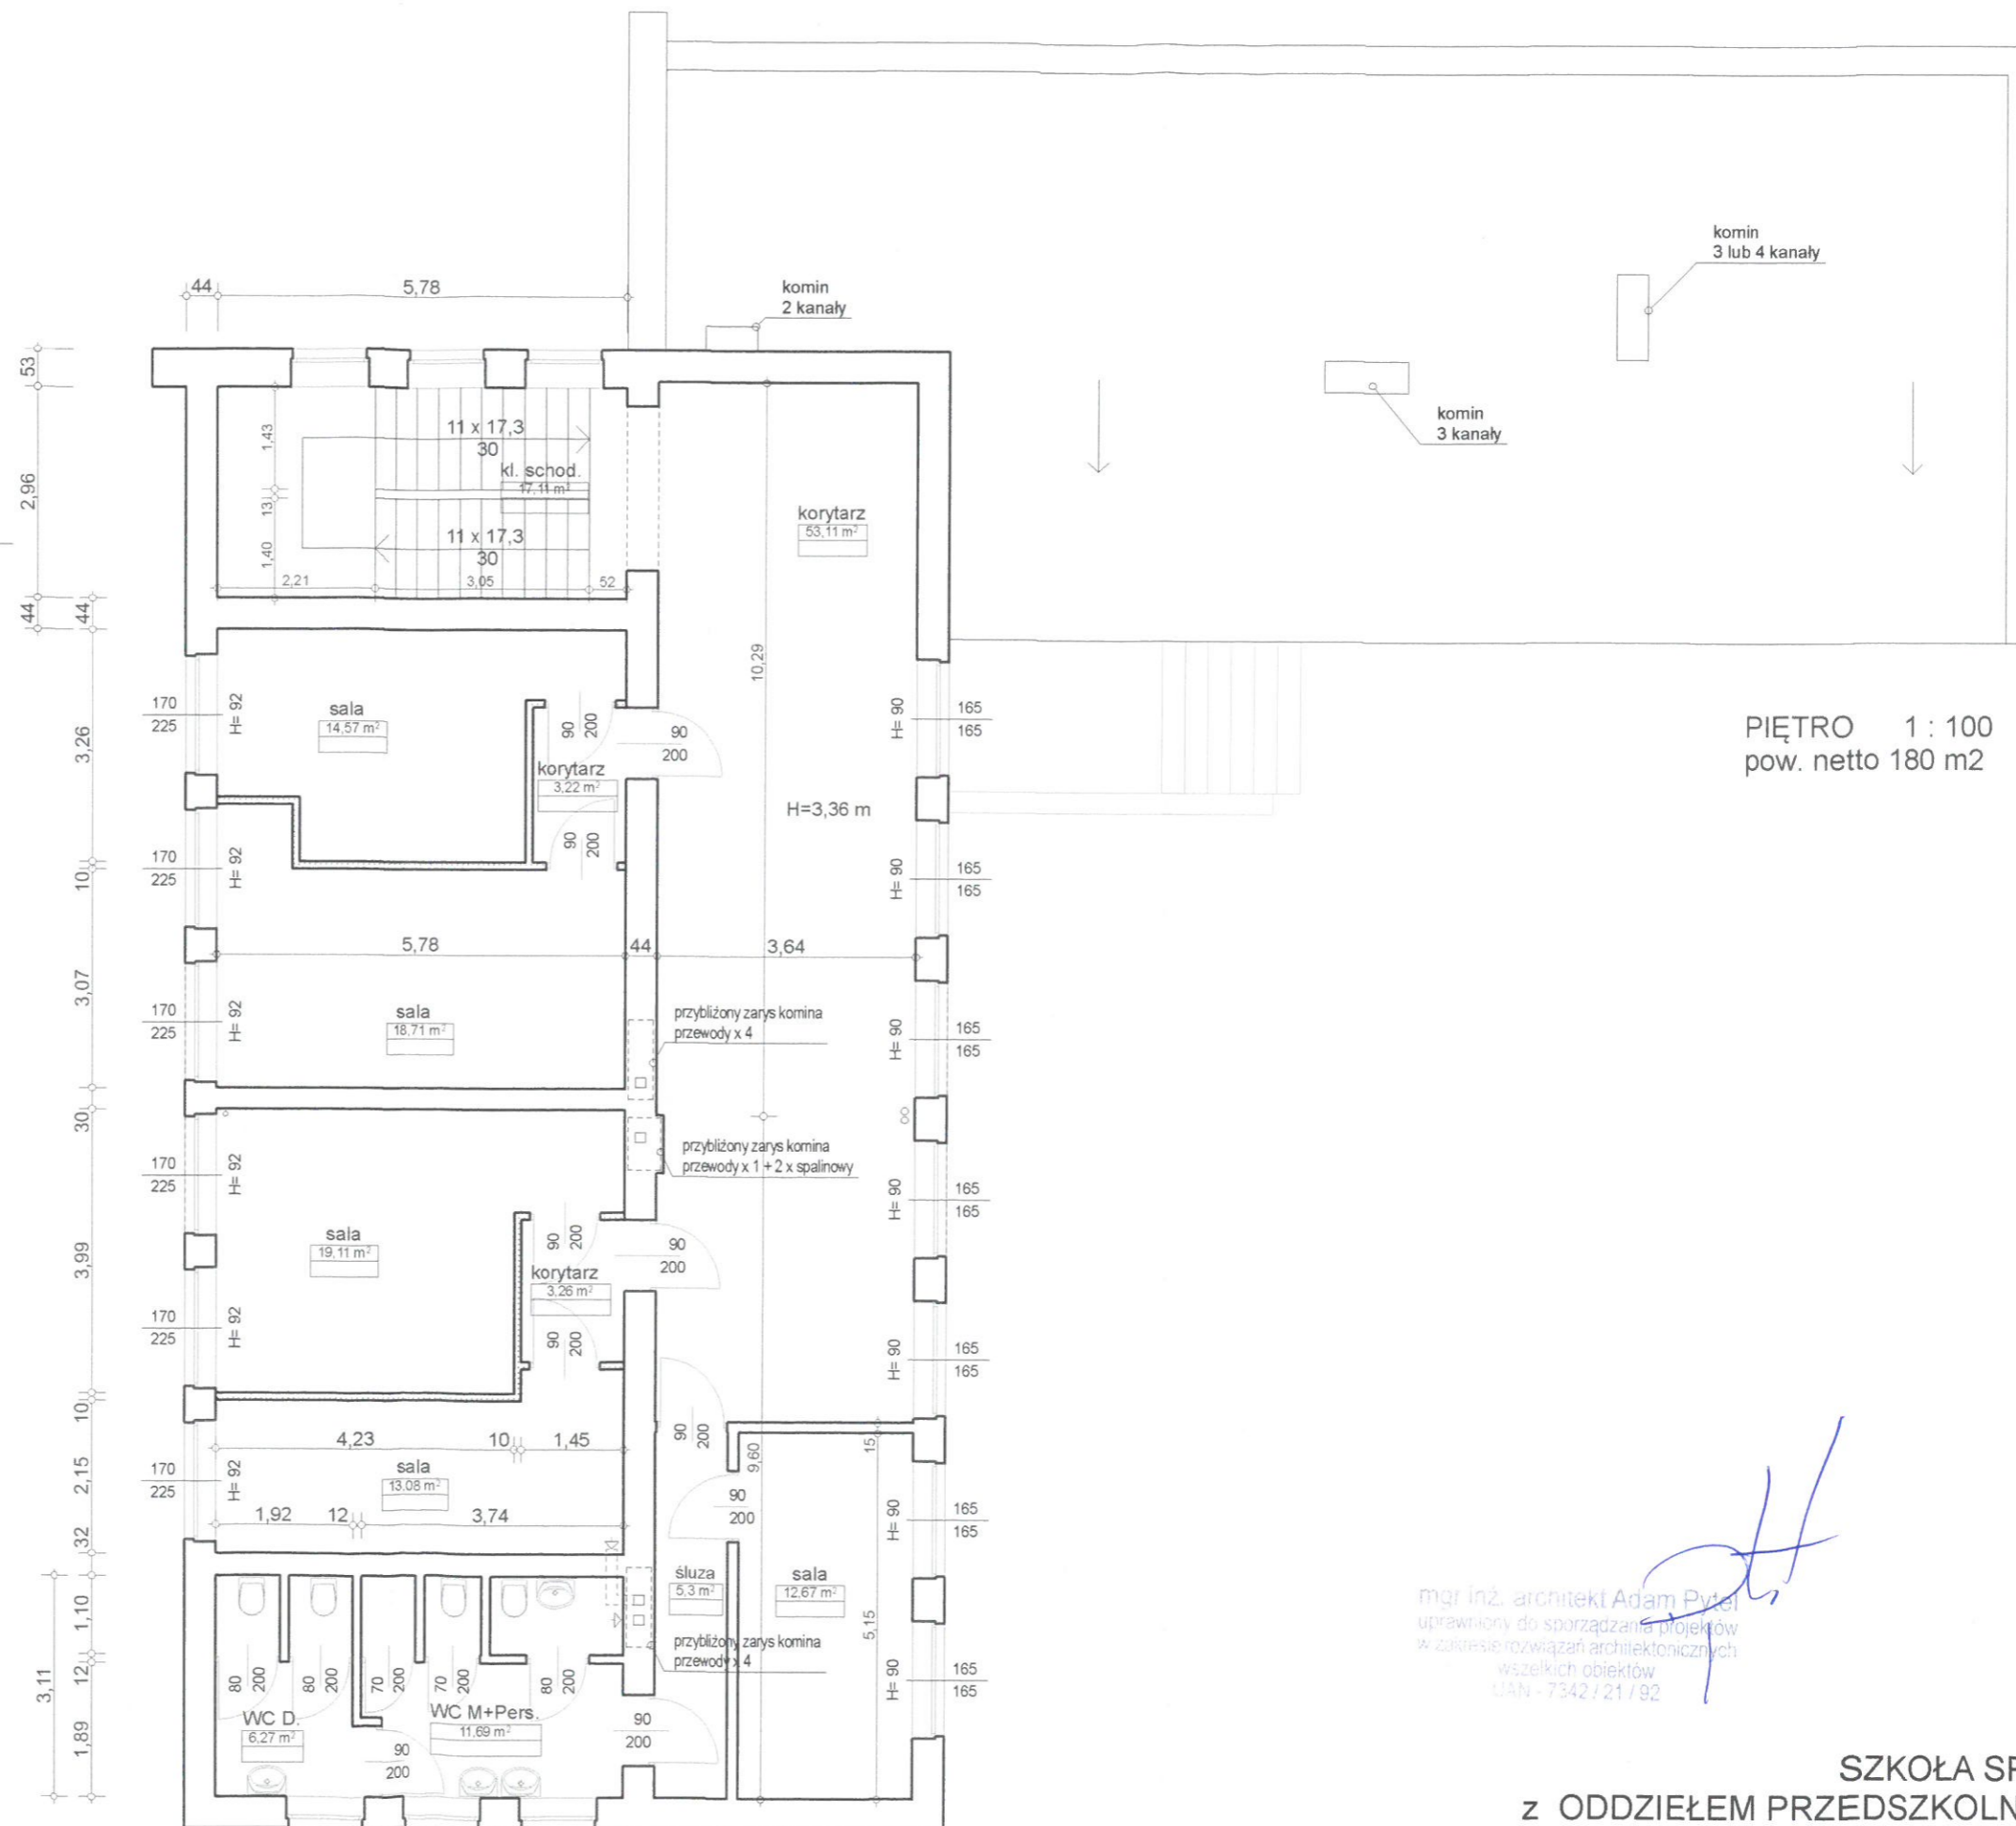 komin
3 lub 4 kanały
komin
2 kanały
komin
3 kanały
44
5,78
53
2,96
44
44
1,43
13
1,40
11 x 17,3
30
kl. schod.
17,11 m²
11 x 17,3
30
2,21
3,05
52
korytarz
53,11 m²
10,29
3,26
170
225
H= 92
sala
14,57 m²
90
200
90
200
korytarz
3,22 m²
90
200
H= 90
165
165
PIĘTRO 1 : 100
pow. netto 180 m2
H=3,36 m
10
170
225
H= 92
H= 90
165
165
5,78
44
3,64
3,07
170
225
H= 92
sala
18,71 m²
przybliżony zarys komina
przewody x 4
H= 90
165
165
30
przybliżony zarys komina
przewody x 1 + 2 x spalinowy
170
225
H= 92
H= 90
165
165
3,99
sala
19,11 m²
90
200
90
200
korytarz
3,26 m²
90
200
170
225
H= 92
H= 90
165
165
10
4,23
10
1,45
90
200
9,60
15
2,15
170
225
H= 92
sala
13,08 m²
90
200
H= 90
165
165
1,92
12
3,74
32
śluza
5,3 m²
sala
12,67 m²
5,15
3,11
1,10
12
1,89
przybliżony zarys komina
przewody x 4
80
200
80
200
70
200
70
200
80
200
H= 90
165
165
WC D.
6,27 m²
WC M+Pers.
11,69 m²
90
200
90
200
mgr inż. architekt Adam Pytel
uprawniony do sporządzania projektów
w zakresie rozwiązań architektonicznych
wszelkich obiektów
UAN - 7342 / 21 / 92
SZKOŁA
z ODDZIEŁEM